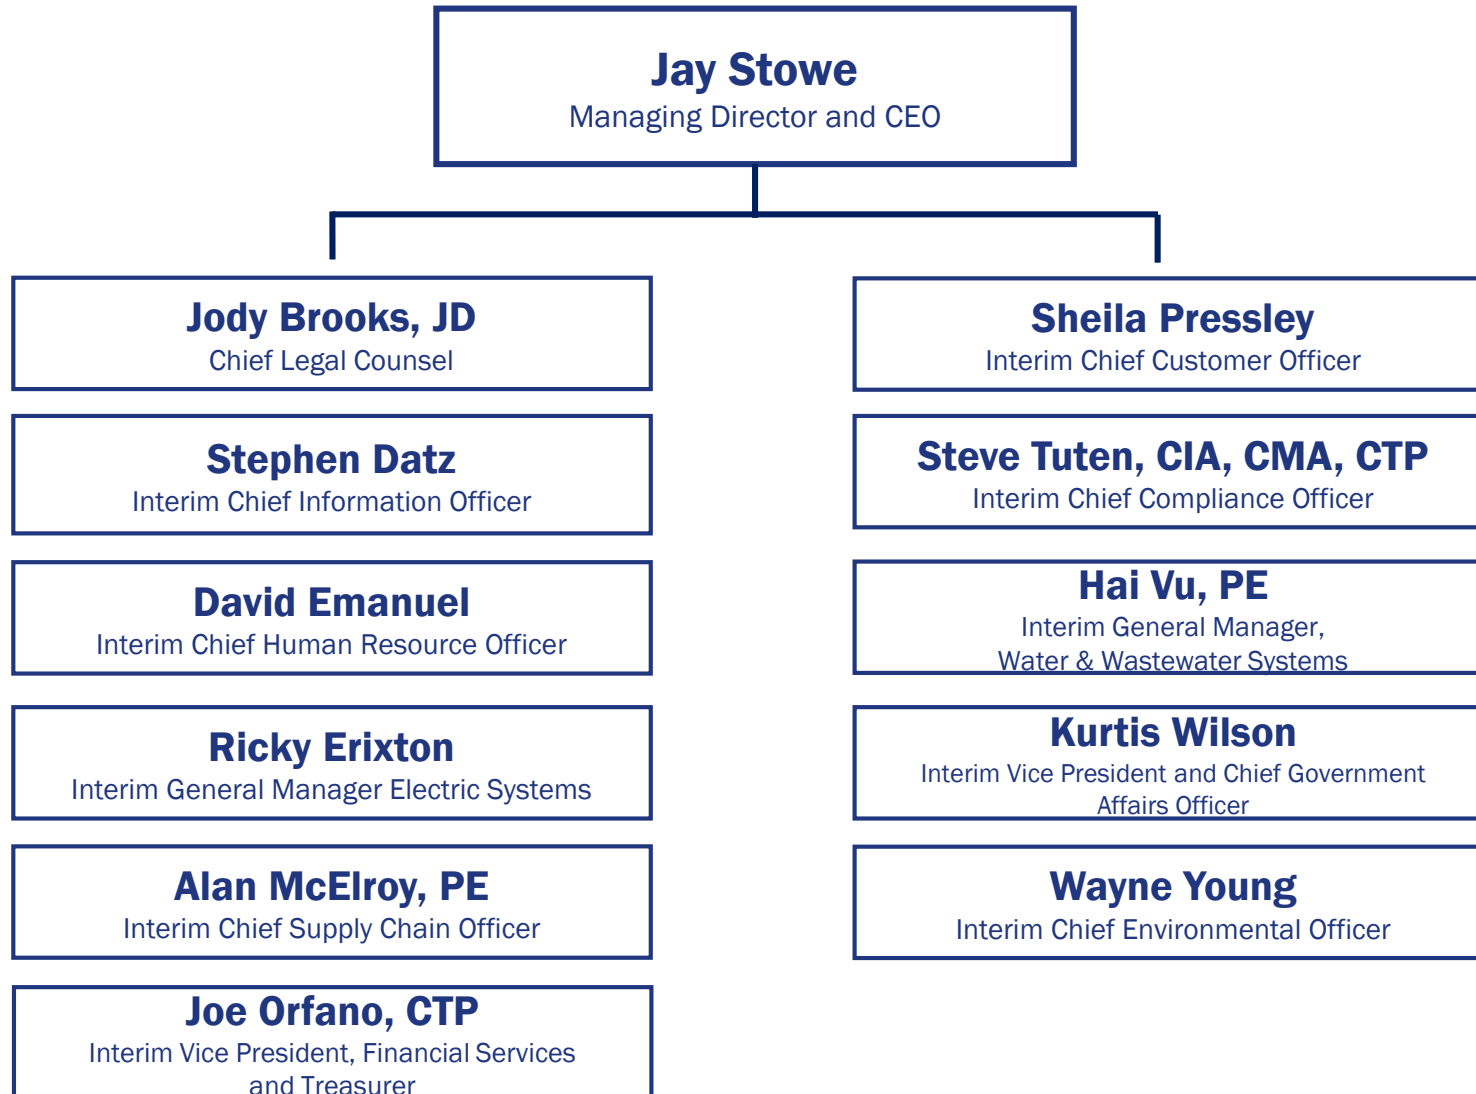 Jay Stowe
Managing Director and CEO
Jody Brooks, JD
Chief Legal Counsel
Stephen Datz
Interim Chief Information Officer
David Emanuel
Interim Chief Human Resource Officer
Ricky Erixton
Interim General Manager Electric Systems
Alan McElroy, PE
Interim Chief Supply Chain Officer
Joe Orfano, CTP
Interim Vice President, Financial Services
and Treasurer
Sheila Pressley
Interim Chief Customer Officer
Steve Tuten, CIA, CMA, CTP
Interim Chief Compliance Officer
Hai Vu, PE
Interim General Manager,
Water & Wastewater Systems
Kurtis Wilson
Interim Vice President and Chief Government
Affairs Officer
Wayne Young
Interim Chief Environmental Officer